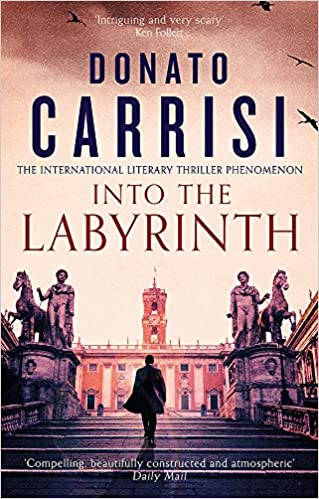 'Intriguing and very scary'
Ken Follett
DONATO
CARRISI
THE INTERNATIONAL LITERARY THRILLER PHENOMENON
INTO THE
LABYRINTH
'Compelling, beautifully constructed and atmospheric'
Daily Mail